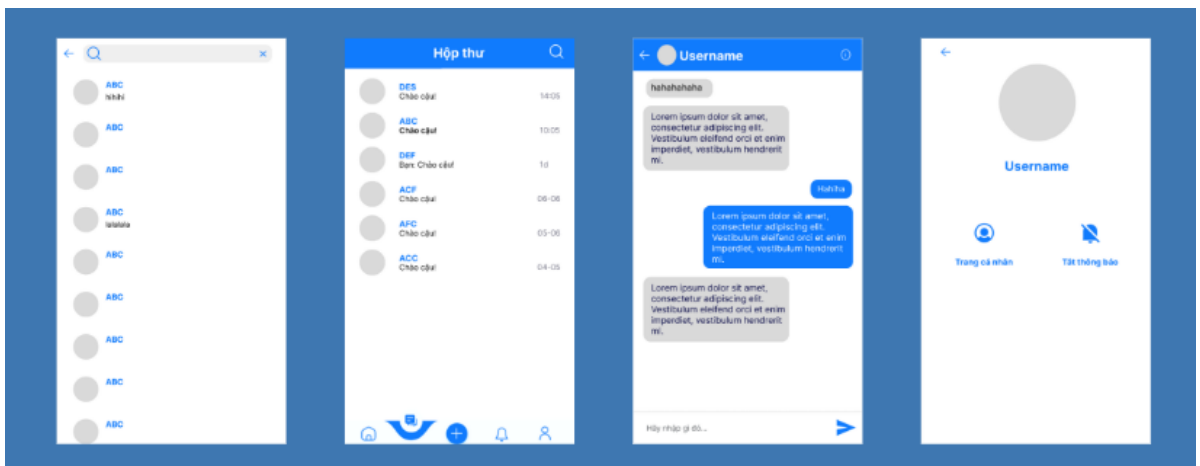 ABC
hihihi
ABC
ABC
ABC
lalalala
ABC
ABC
ABC
ABC
ABC
Hộp thư
DES
Chào cậu!
14:05
ABC
Chào cậu!
10:05
DEF
Bạn: Chào cậu!
1d
ACF
Chào cậu!
06-06
AFC
Chào cậu!
05-06
ACC
Chào cậu!
04-05
Username
hahahahaha
Lorem ipsum dolor sit amet,
consectetur adipiscing elit.
Vestibulum eleifend orci et enim
imperdiet, vestibulum hendrerit
mi.
Hahiha
Lorem ipsum dolor sit amet,
consectetur adipiscing elit.
Vestibulum eleifend orci et enim
imperdiet, vestibulum hendrerit
mi.
Lorem ipsum dolor sit amet,
consectetur adipiscing elit.
Vestibulum eleifend orci et enim
imperdiet, vestibulum hendrerit
mi.
Hãy nhập gì đó...
Username
Trang cá nhân
Tắt thông báo